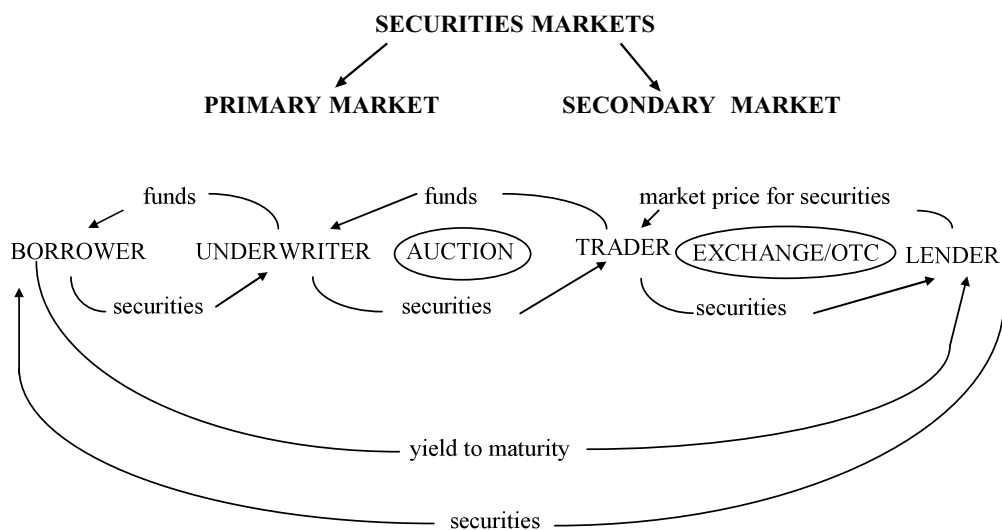 SECURITIES MARKETS
PRIMARY MARKET SECONDARY MARKET
funds funds market price for securities
BORROWER UNDERWRITER AUCTION TRADER EXCHANGE/OTC LENDER
securities securities securities
yield to maturity
securities